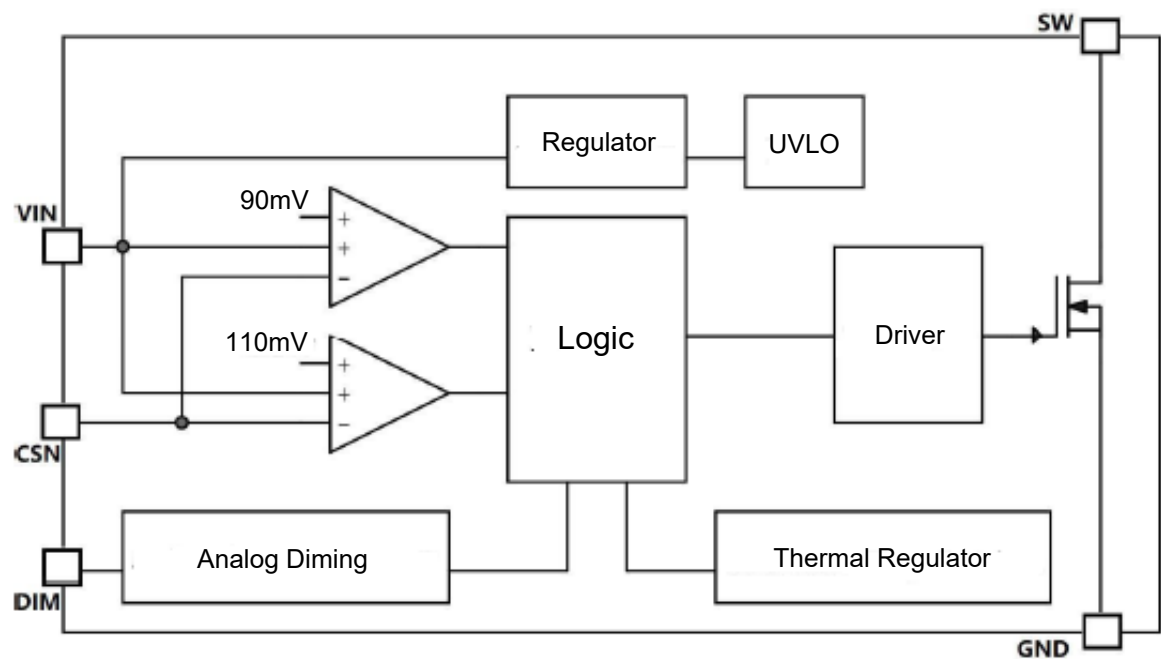 SW
Regulator
UVLO
90mV
VIN
+
+
−
Logic
Driver
110mV
+
+
−
CSN
Analog Diming
Thermal Regulator
DIM
GND